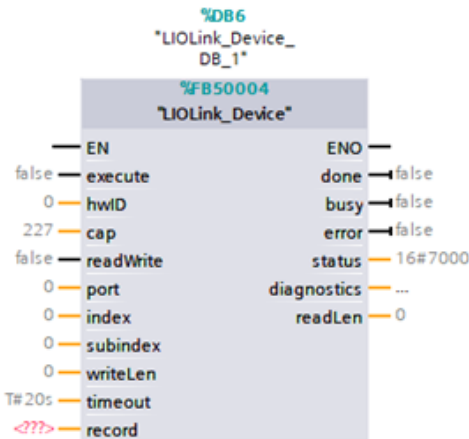 %DB6
"LIOLink_Device_
DB_1"
%FB50004
"LIOLink_Device"
EN ENO
false execute done false
0 hwID busy false
227 cap error false
false readWrite status 16#7000
0 port diagnostics ...
0 index readLen 0
0 subindex
0 writeLen
T#20s timeout
<???> record